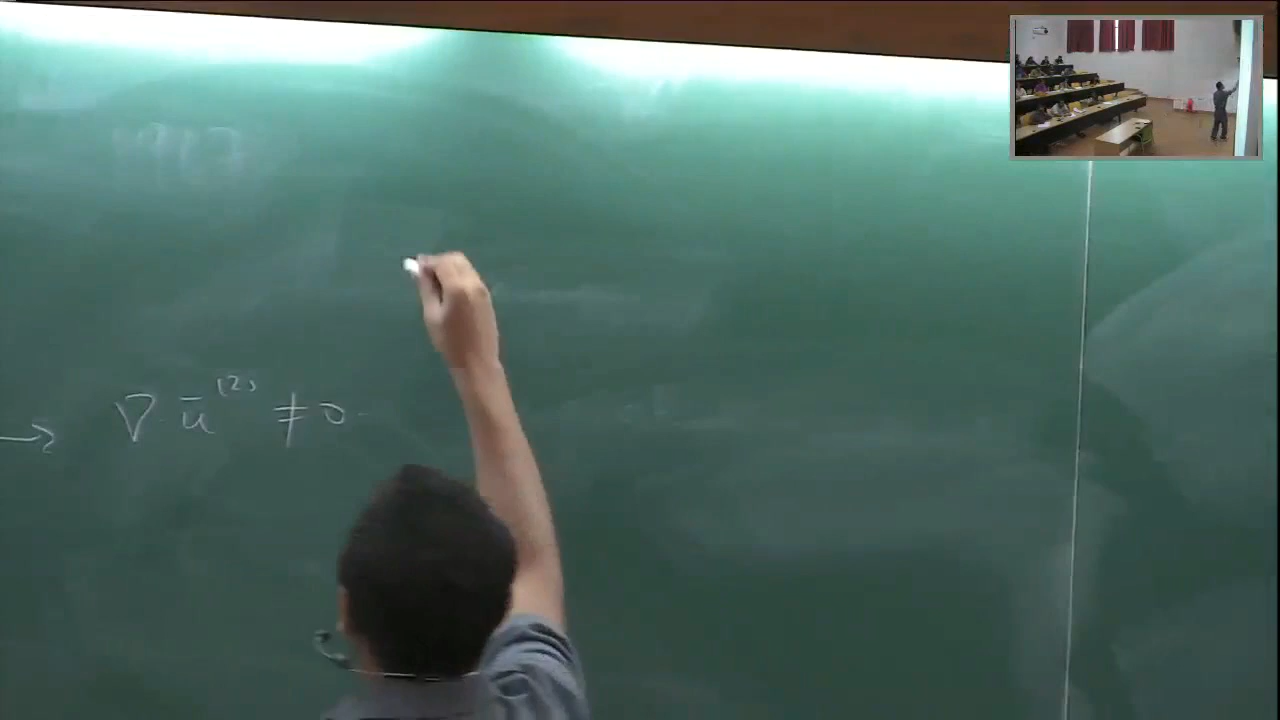 → ∇·ū⁽²⁾ ≠ 0